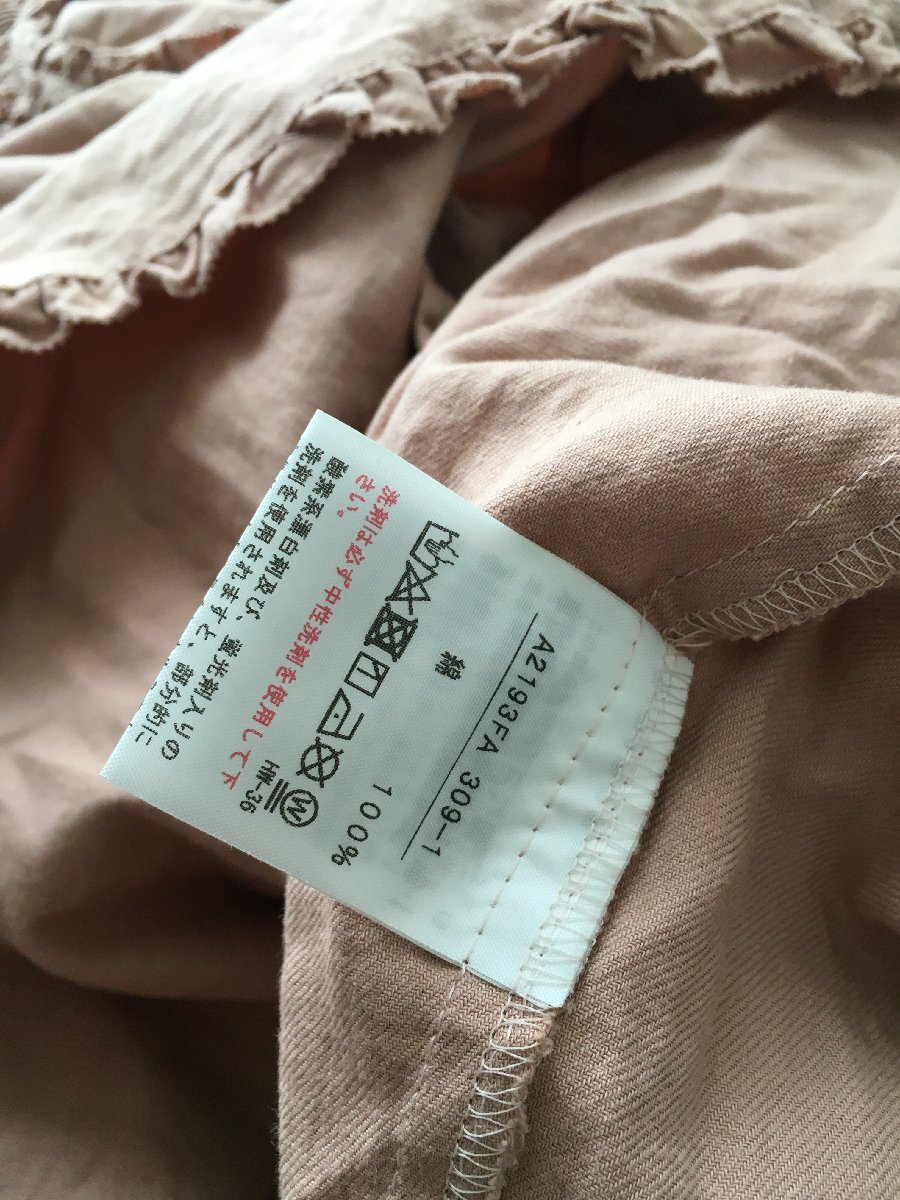 A2193FA 309-1
綿 100%
W
HW-36
洗剤は必ず中性洗剤を使用して下
さい。
酸素系漂白剤及び、蛍光剤入りの
洗剤を使用されますと、部分的に